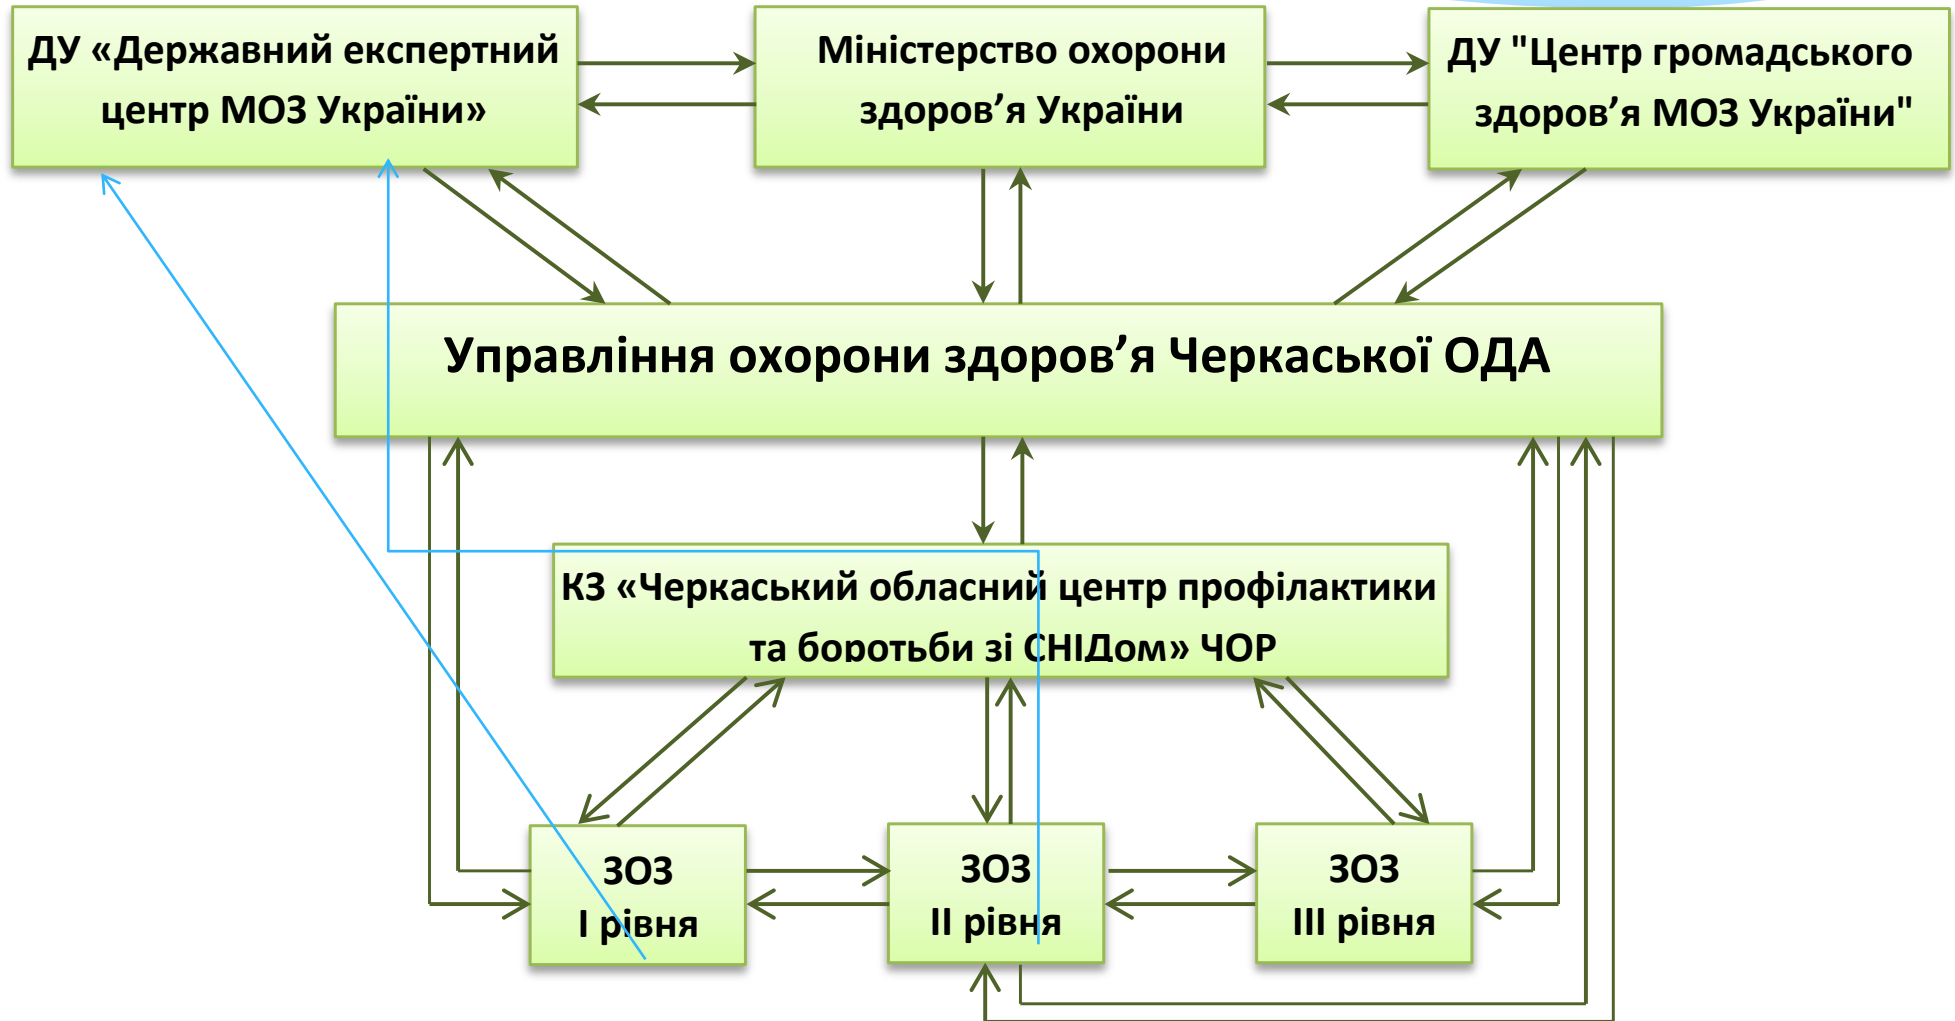 ДУ «Державний експертний
центр МОЗ України»
Міністерство охорони
здоров’я України
ДУ "Центр громадського
здоров’я МОЗ України"
Управління охорони здоров’я Черкаської ОДА
КЗ «Черкаський обласний центр профілактики
та боротьби зі СНІДом» ЧОР
ЗОЗ
І рівня
ЗОЗ
ІІ рівня
ЗОЗ
ІІІ рівня